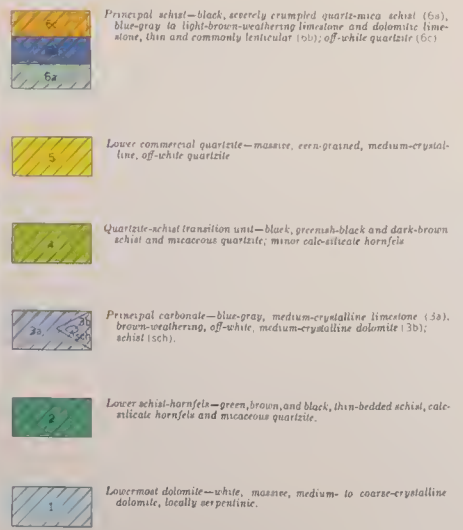 6c
Principal schist—black, severely crumpled quartz-mica schist (6a),
blue-gray to light-brown-weathering limestone and dolomitic lime-
stone, thin and commonly lenticular (6b); off-white quartzite (6c)
6a
5
Lower commercial quartzite—massive, even-grained, medium-crystal-
line, off-white quartzite
4
Quartzite-schist transition unit—black, greenish-black and dark-brown
schist and micaceous quartzite; minor calc-silicate hornfels
3a
3b
sch
Principal carbonate—blue-gray, medium-crystalline limestone (3a).
brown-weathering, off-white, medium-crystalline dolomite (3b);
schist (sch).
2
Lower schist-hornfels—green, brown, and black, thin-bedded schist, calc-
silicate hornfels and micaceous quartzite.
1
Lowermost dolomite—white, massive, medium- to coarse-crystalline
dolomite, locally serpentinic.